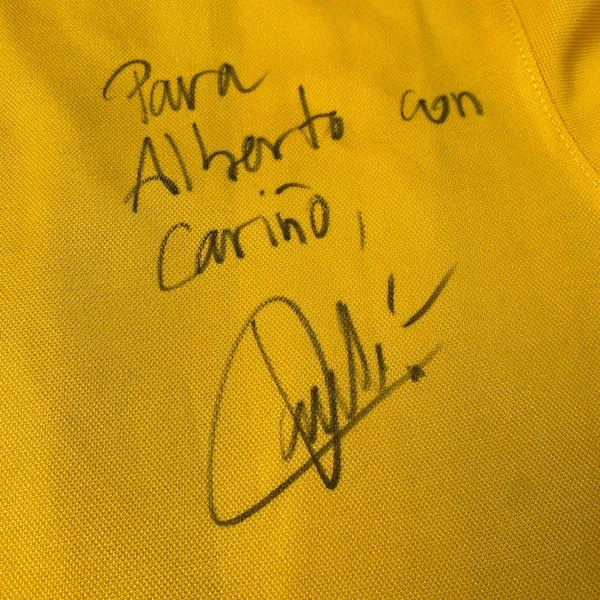 Para
Alberto con
Cariño,